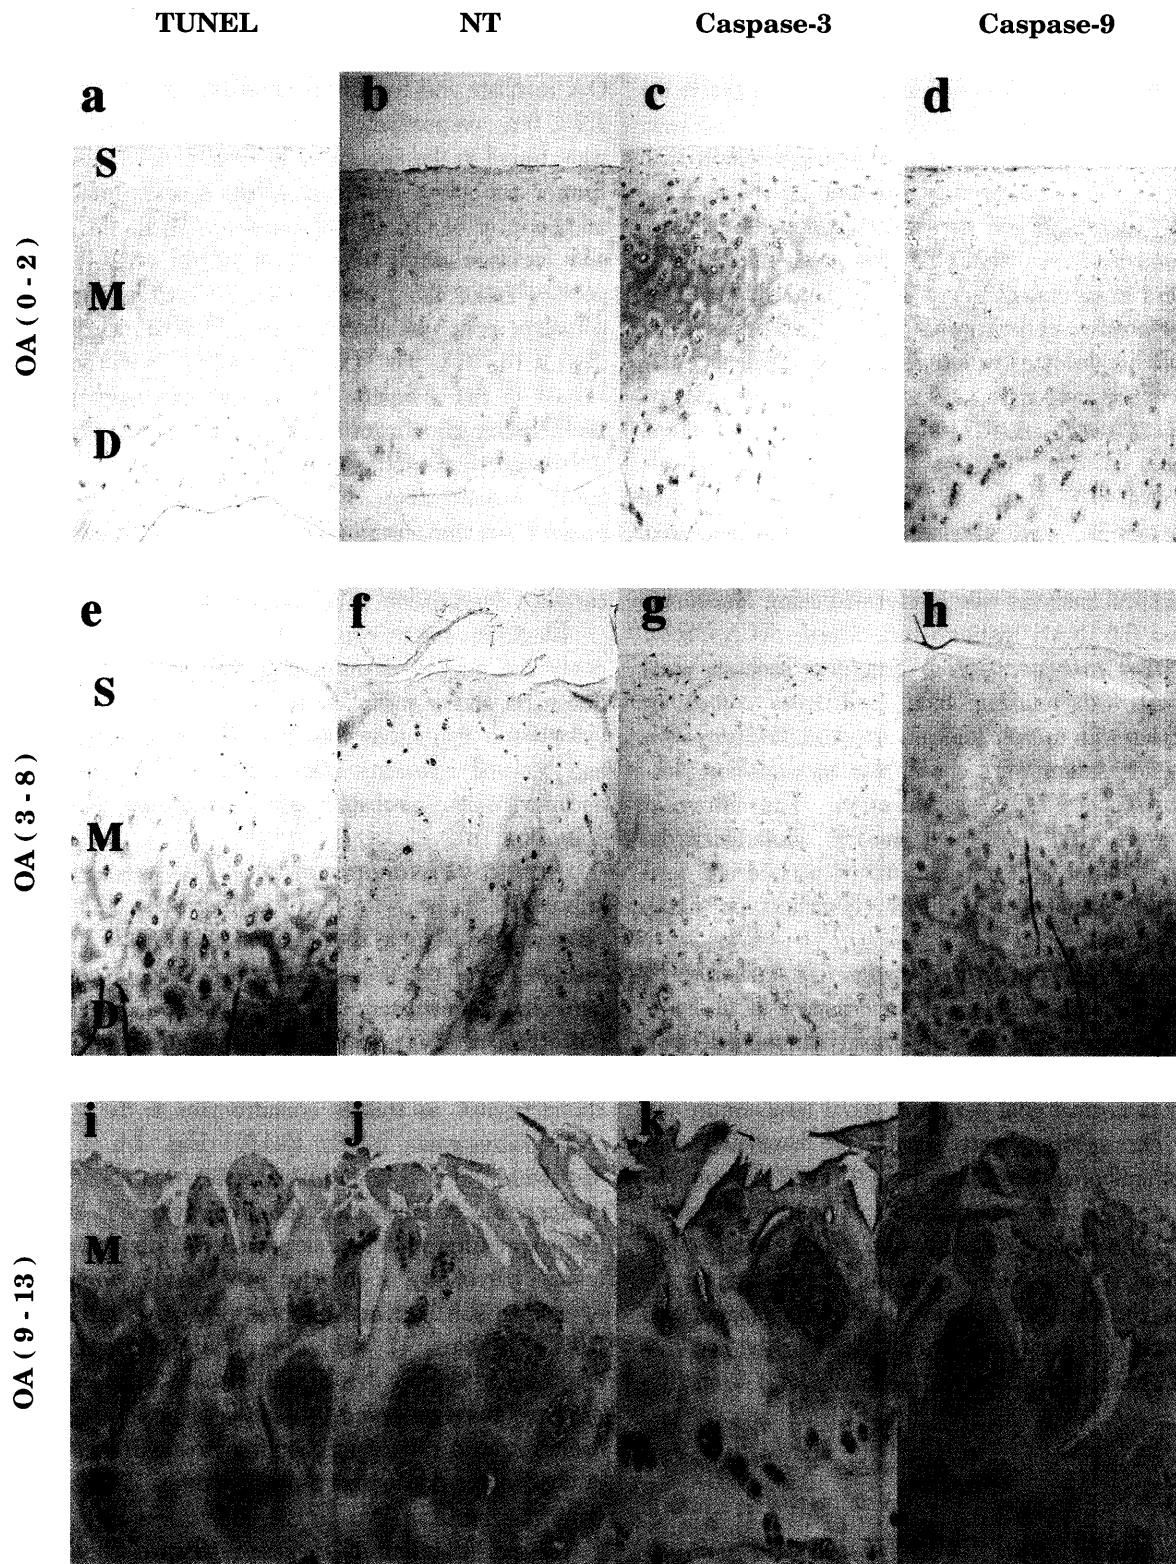 TUNEL NT Caspase-3 Caspase-9
a b c d
S
M
OA ( 0 - 2 )
D
e f g h
S
M
OA ( 3 - 8 )
D
i j k l
M
OA ( 9 - 13 )